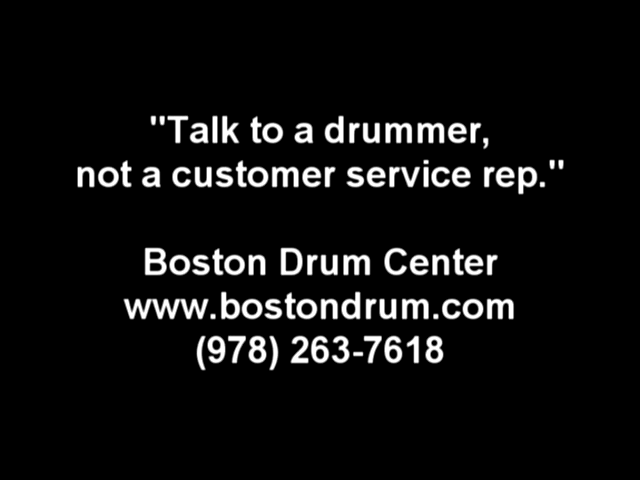 "Talk to a drummer,
not a customer service rep."
Boston Drum Center
www.bostondrum.com
(978) 263-7618